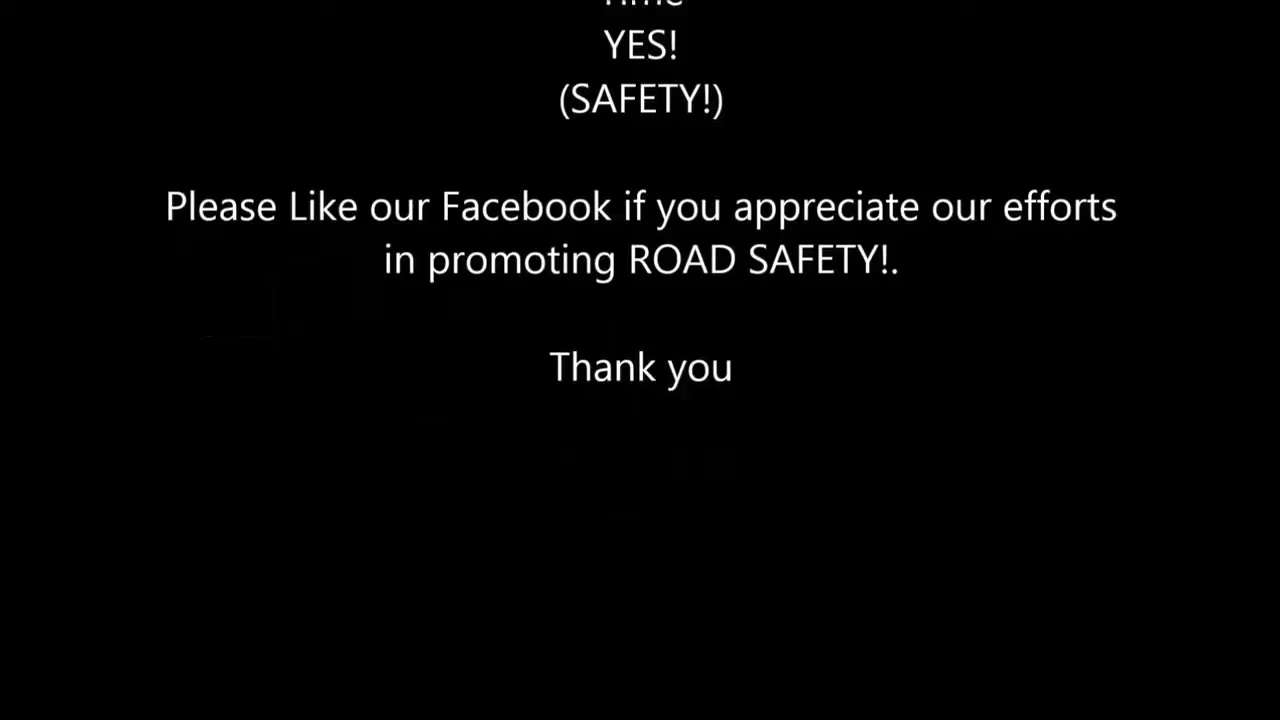 YES!
(SAFETY!)
Please Like our Facebook if you appreciate our efforts
in promoting ROAD SAFETY!.
Thank you